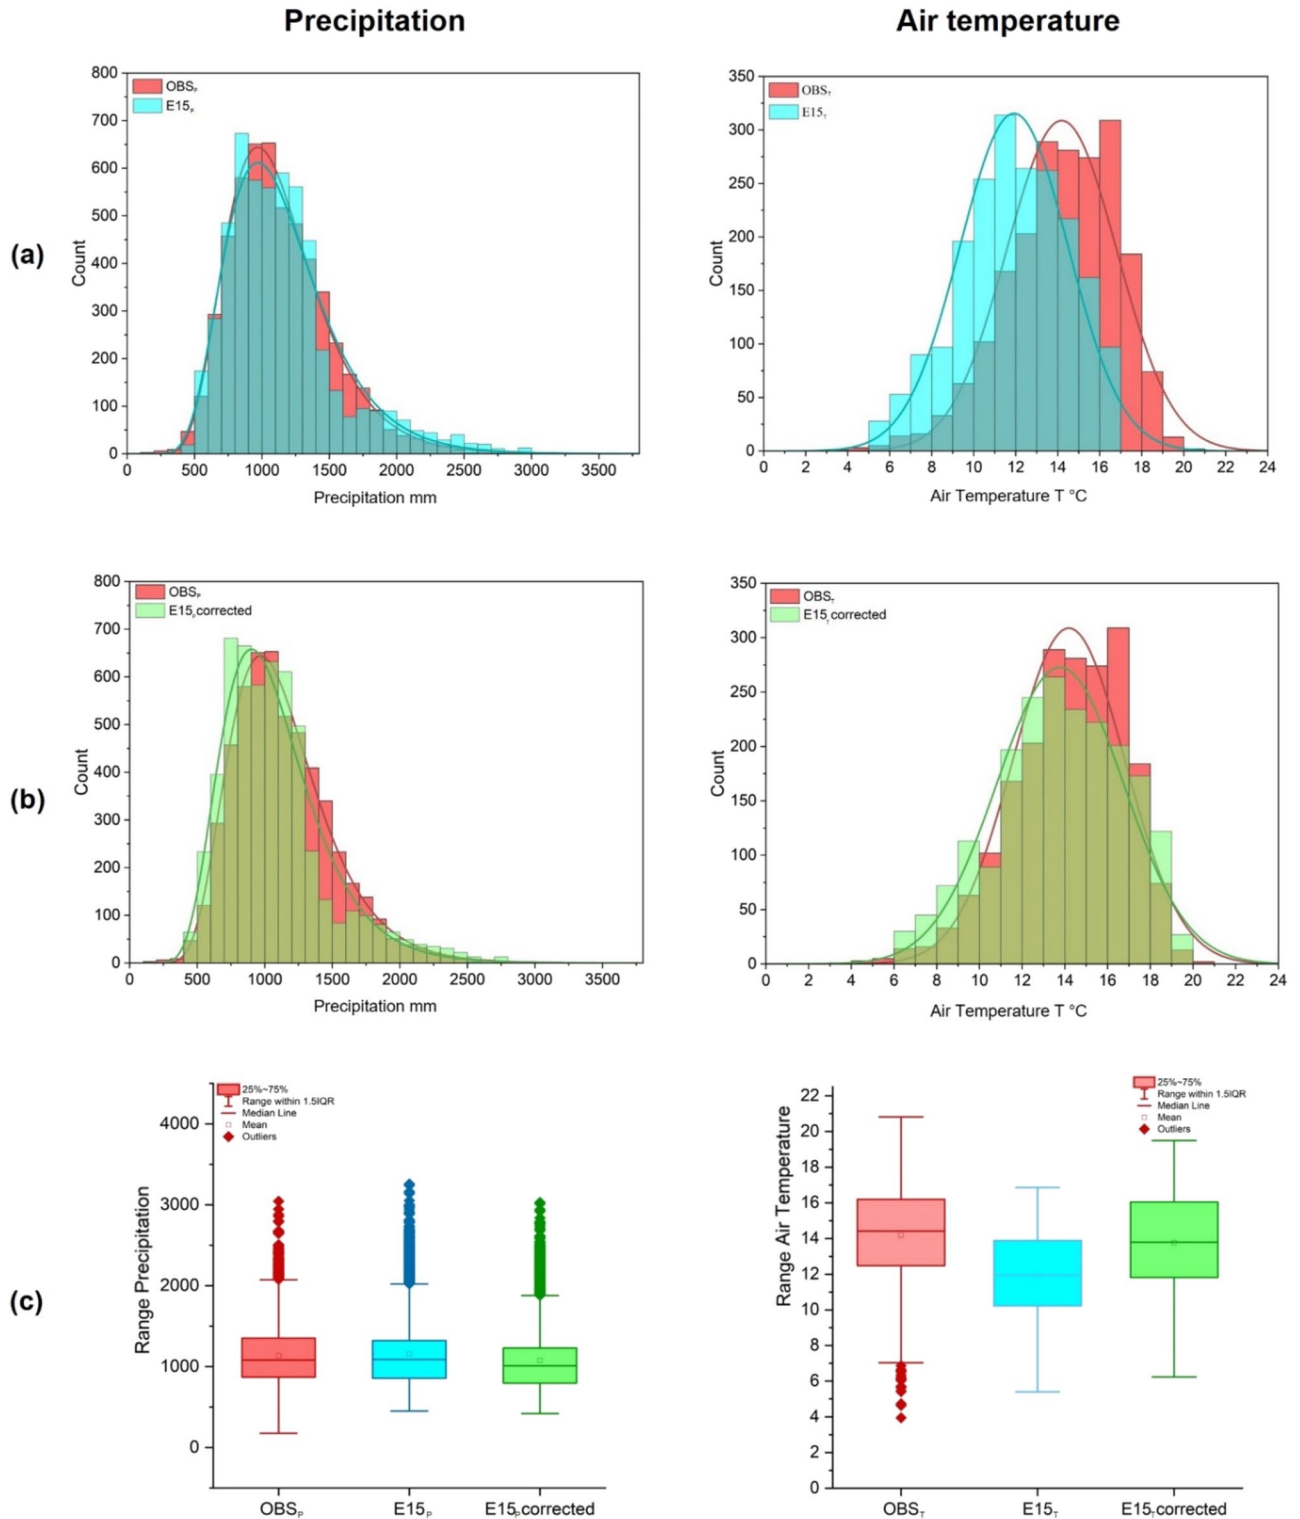 Precipitation
Air temperature
(a)
800
700
600
500
400
300
200
100
0
Count
OBSP
E15P
0 500 1000 1500 2000 2500 3000 3500
Precipitation mm
350
300
250
200
150
100
50
0
Count
OBST
E15T
0 2 4 6 8 10 12 14 16 18 20 22 24
Air Temperature T °C
(b)
800
700
600
500
400
300
200
100
0
Count
OBSP
E15P corrected
0 500 1000 1500 2000 2500 3000 3500
Precipitation mm
350
300
250
200
150
100
50
0
Count
OBST
E15T corrected
0 2 4 6 8 10 12 14 16 18 20 22 24
Air Temperature T °C
(c)
4000
3000
2000
1000
0
Range Precipitation
25%~75%
Range within 1.5IQR
Median Line
Mean
Outliers
OBSP E15P E15P corrected
22
20
18
16
14
12
10
8
6
4
2
0
Range Air Temperature
25%~75%
Range within 1.5IQR
Median Line
Mean
Outliers
OBST E15T E15T corrected